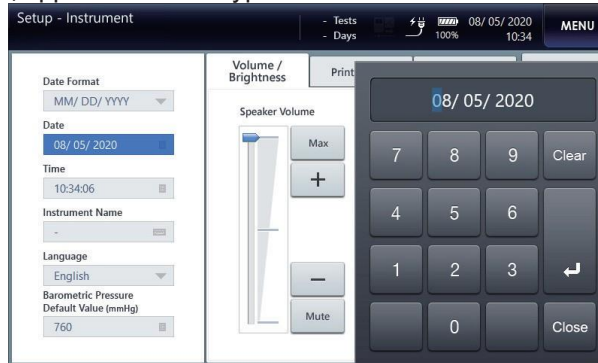 Setup - Instrument
- Tests
- Days
100%
08/ 05/ 2020
10:34
MENU
Date Format
MM/ DD/ YYYY
Date
08/ 05/ 2020
Time
10:34:06
Instrument Name
-
Language
English
Barometric Pressure
Default Value (mmHg)
760
Volume /
Brightness
Print
Speaker Volume
Max
+
−
Mute
08/ 05/ 2020
7 8 9 Clear
4 5 6
1 2 3
0 Close